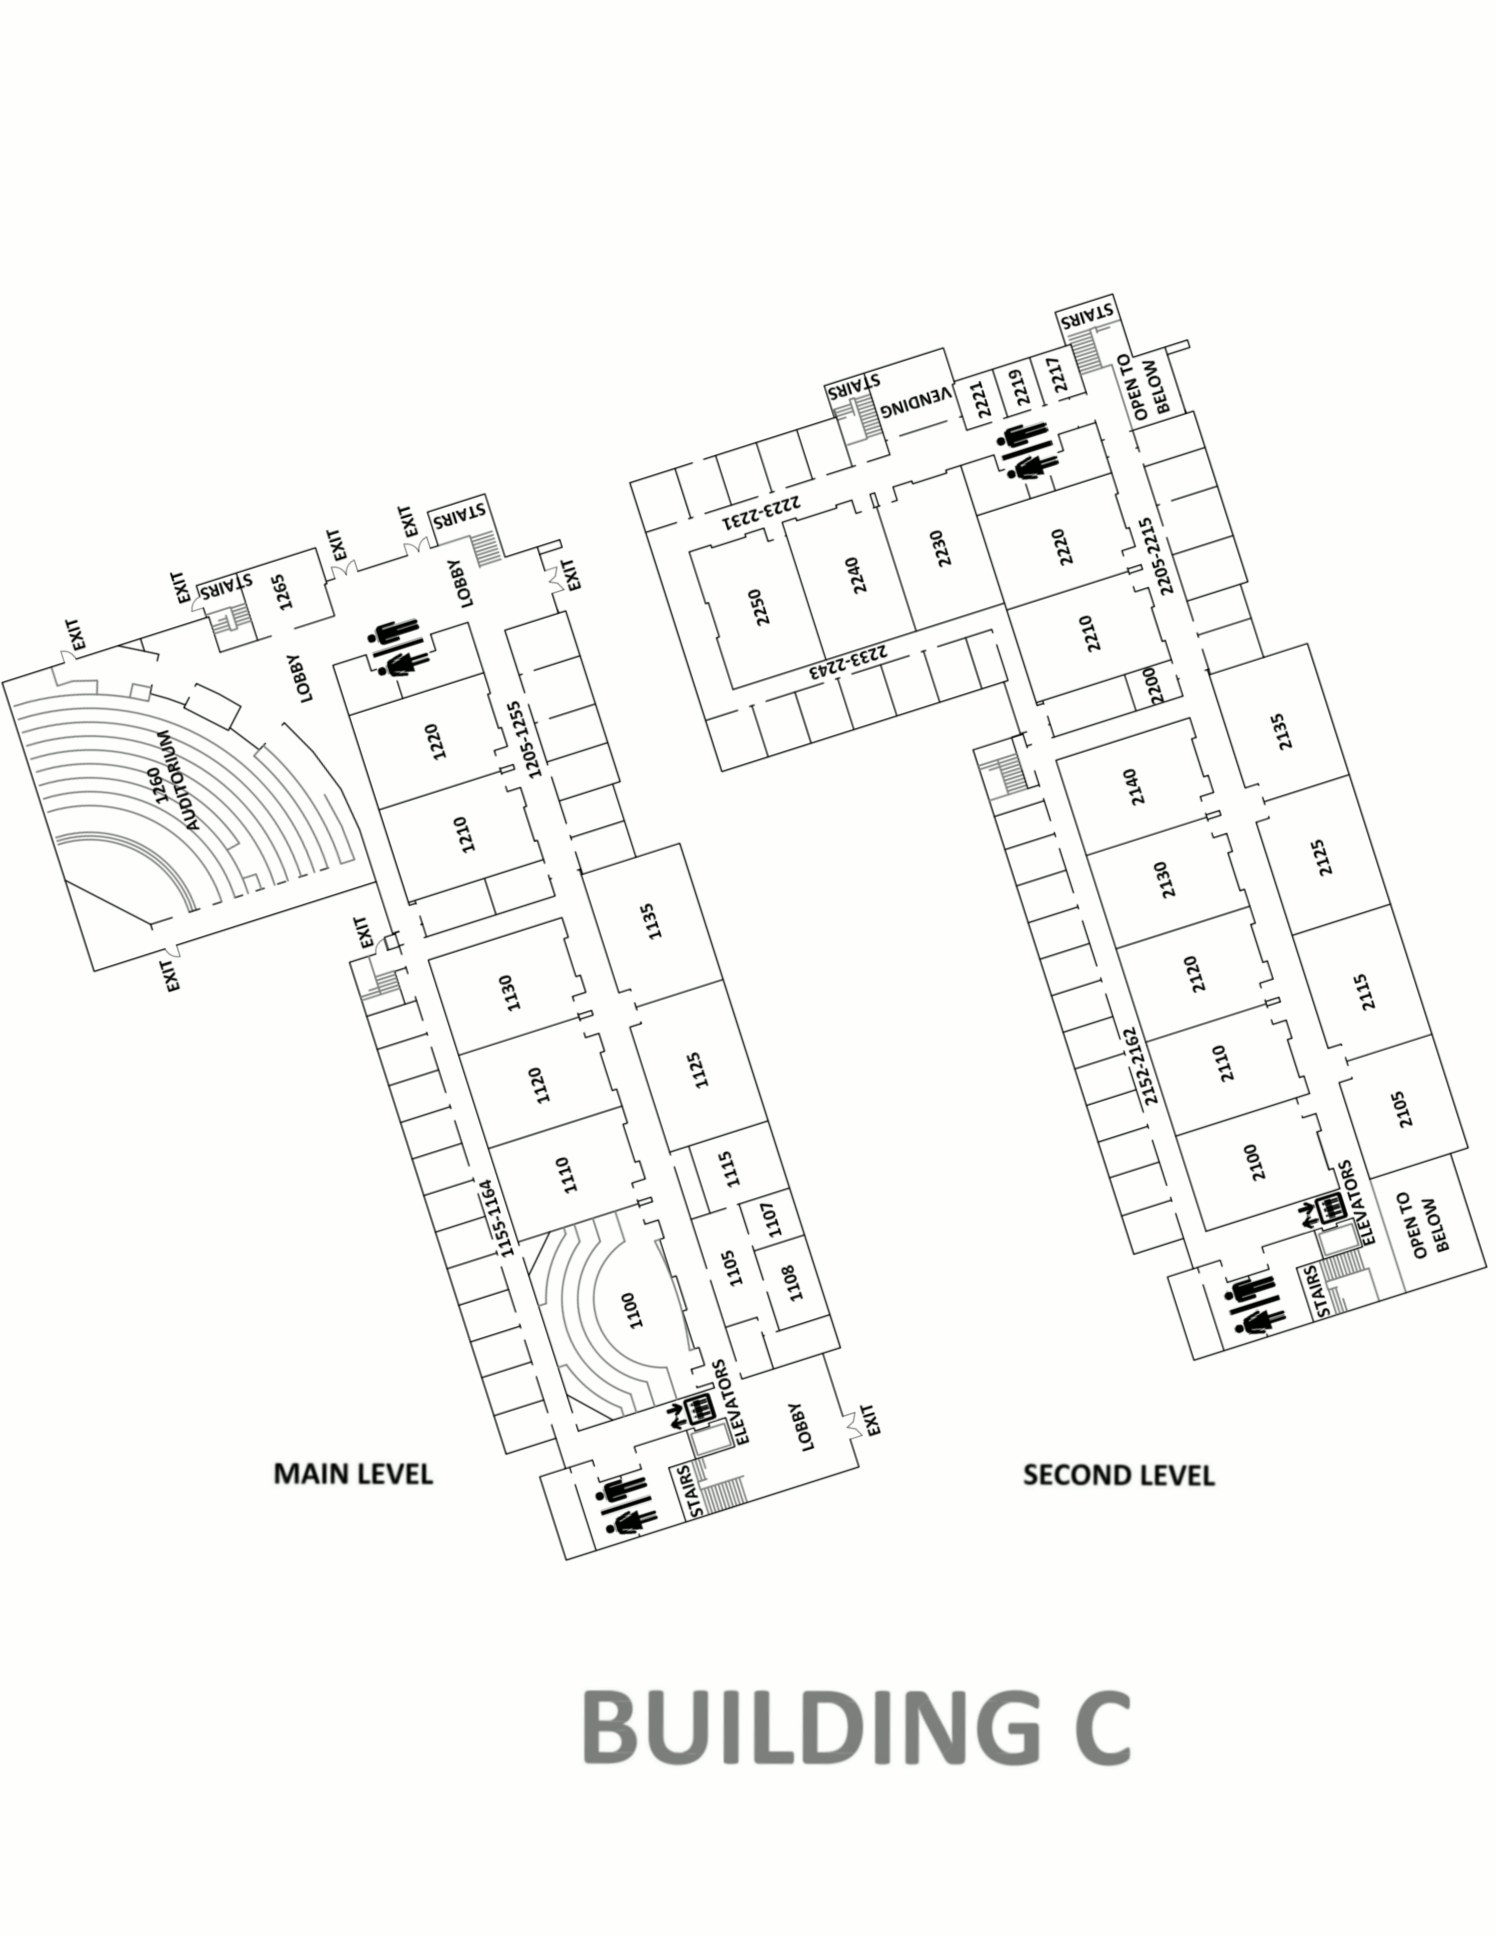 EXIT
EXIT
EXIT
EXIT
STAIRS
STAIRS
1265
LOBBY
EXIT
LOBBY
1260
AUDITORIUM
1220
1205-1255
1210
EXIT
EXIT
1135
1130
1125
1120
1110
1115
1107
1155-1164
1105
1108
1100
ELEVATORS
LOBBY
EXIT
STAIRS
MAIN LEVEL
STAIRS
STAIRS
VENDING
2221
2219
2217
OPEN TO
BELOW
2223-2231
2250
2240
2230
2220
2205-2215
2210
2233-2243
2200
2135
2140
2125
2130
2120
2115
2110
2152-2162
2105
2100
ELEVATORS
OPEN TO
BELOW
STAIRS
SECOND LEVEL
BUILDING C